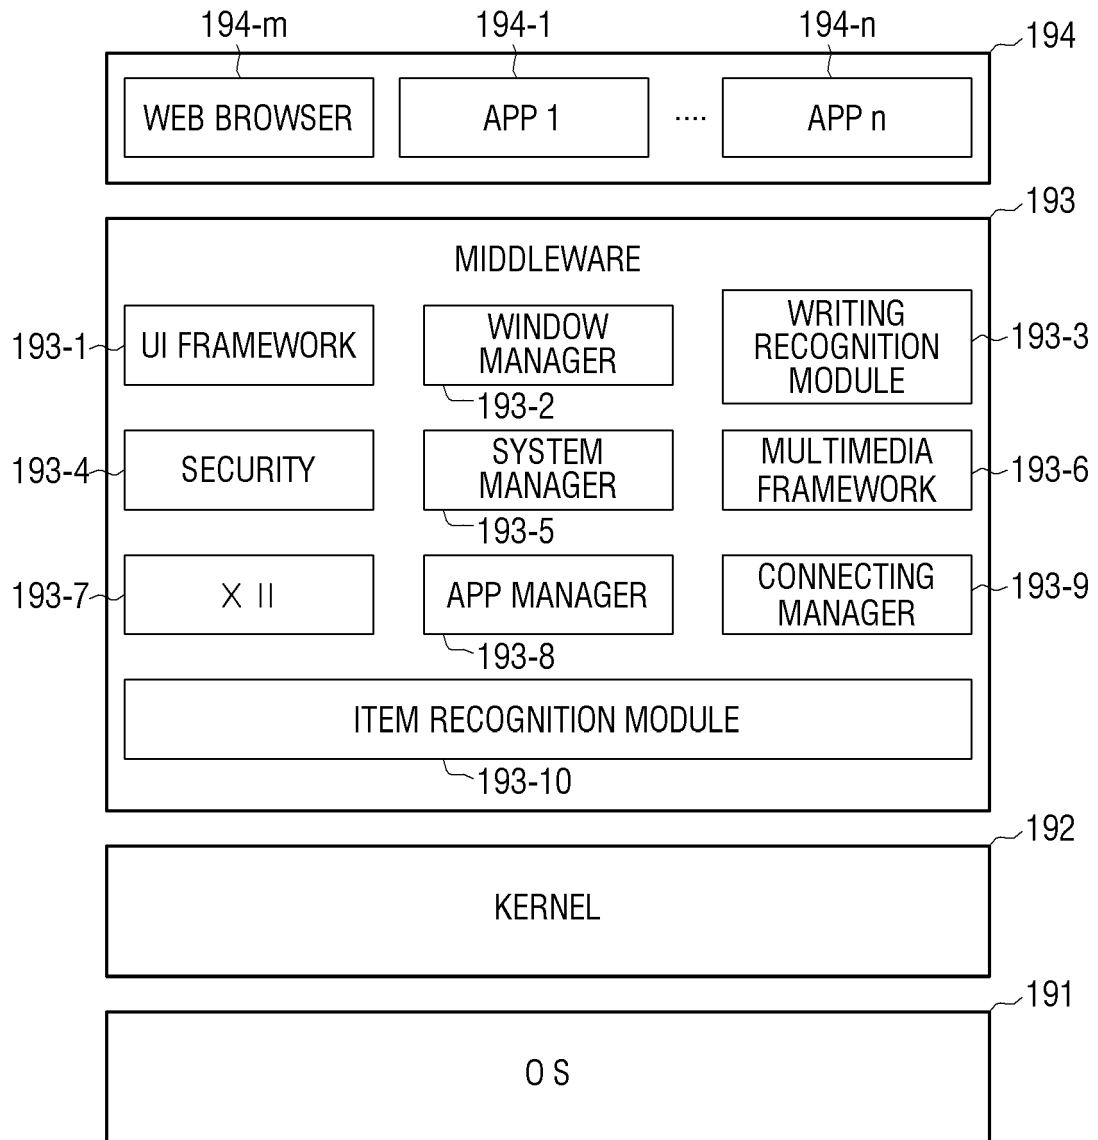 194-m
194-1
194-n
194
WEB BROWSER
APP 1
....
APP n
193
MIDDLEWARE
193-1
UI FRAMEWORK
WINDOW
MANAGER
193-2
WRITING
RECOGNITION
MODULE
193-3
193-4
SECURITY
SYSTEM
MANAGER
193-5
MULTIMEDIA
FRAMEWORK
193-6
193-7
X II
APP MANAGER
193-8
CONNECTING
MANAGER
193-9
ITEM RECOGNITION MODULE
193-10
192
KERNEL
191
O S